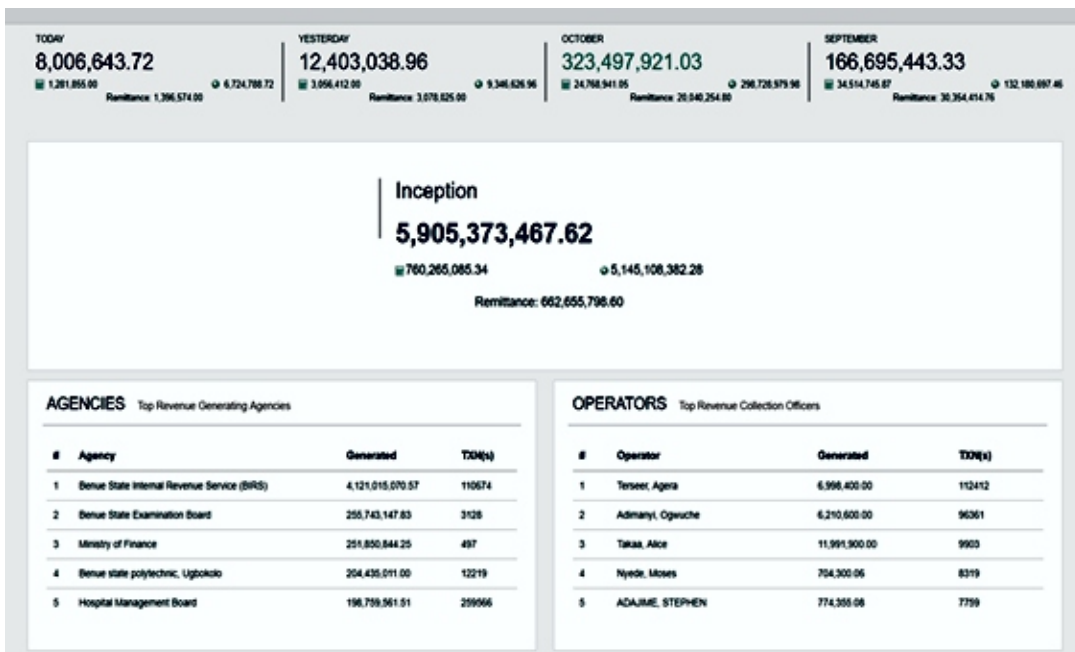 TODAY
8,006,643.72
1,281,855.00 6,724,788.72
Remittance: 1,396,574.00
YESTERDAY
12,403,038.96
3,056,412.00 9,346,626.96
Remittance: 3,078,825.00
OCTOBER
323,497,921.03
24,768,941.05 298,728,979.98
Remittance: 20,040,254.80
SEPTEMBER
166,695,443.33
34,514,745.87 132,180,697.46
Remittance: 30,354,414.76
Inception
5,905,373,467.62
760,265,085.34 5,145,108,382.28
Remittance: 662,655,798.60
AGENCIES Top Revenue Generating Agencies
# Agency Generated TXN(s)
1 Benue State Internal Revenue Service (BIRS) 4,121,015,070.57 110674
2 Benue State Examination Board 255,743,147.83 3128
3 Ministry of Finance 251,850,844.25 497
4 Benue state polytechnic, Ugbokolo 204,435,011.00 12219
5 Hospital Management Board 198,759,561.51 259566
OPERATORS Top Revenue Collection Officers
# Operator Generated TXN(s)
1 Terseer, Agera 6,998,400.00 112412
2 Adimanyi, Ogwuche 6,210,600.00 96361
3 Takaa, Alice 11,991,900.00 9903
4 Nyede, Moses 704,300.06 8319
5 ADAJIME, STEPHEN 774,355.08 7759